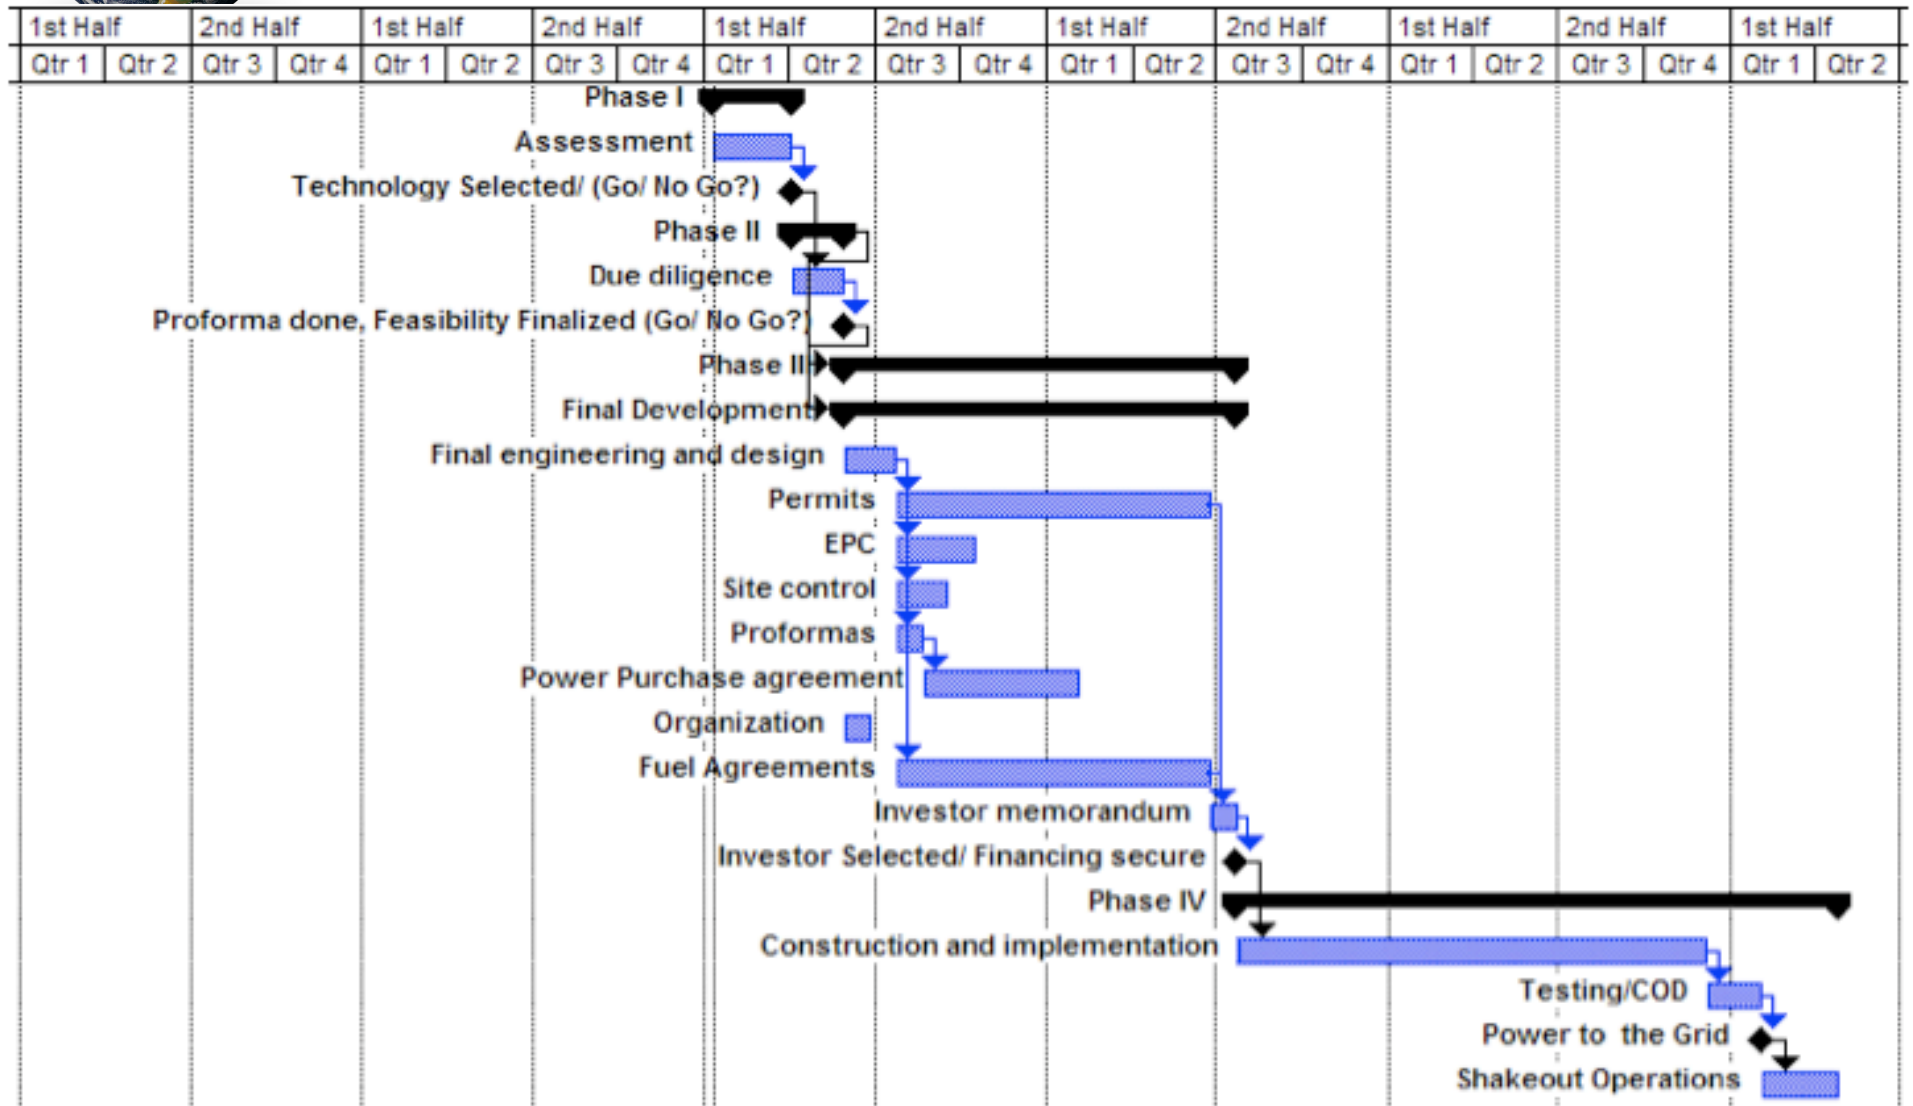 1st Half 2nd Half 1st Half 2nd Half 1st Half 2nd Half 1st Half 2nd Half 1st Half 2nd Half 1st Half
Qtr 1 Qtr 2 Qtr 3 Qtr 4 Qtr 1 Qtr 2 Qtr 3 Qtr 4 Qtr 1 Qtr 2 Qtr 3 Qtr 4 Qtr 1 Qtr 2 Qtr 3 Qtr 4 Qtr 1 Qtr 2 Qtr 3 Qtr 4 Qtr 1 Qtr 2
Phase I
Assessment
Technology Selected/ (Go/ No Go?)
Phase II
Due diligence
Proforma done, Feasibility Finalized (Go/ No Go?)
Phase II
Final Development
Final engineering and design
Permits
EPC
Site control
Proformas
Power Purchase agreement
Organization
Fuel Agreements
Investor memorandum
Investor Selected/ Financing secure
Phase IV
Construction and implementation
Testing/COD
Power to the Grid
Shakeout Operations